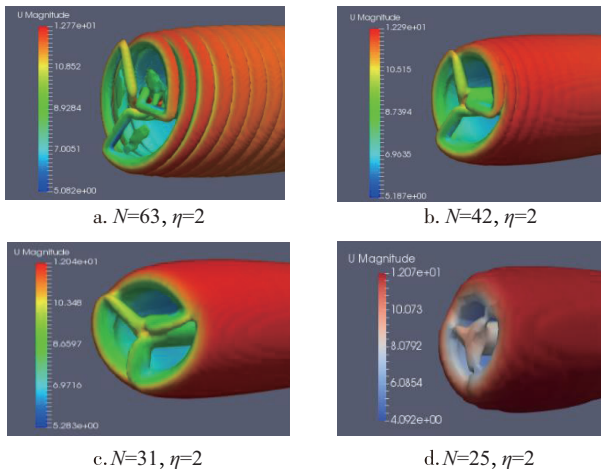 U Magnitude
1.277e+01
10.852
8.9284
7.0051
5.082e+00
a. N=63, η=2
U Magnitude
1.229e+01
10.515
8.7394
6.9635
5.187e+00
b. N=42, η=2
U Magnitude
1.204e+01
10.348
8.6597
6.9716
5.283e+00
c. N=31, η=2
U Magnitude
1.207e+01
10.073
8.0792
6.0854
4.092e+00
d. N=25, η=2